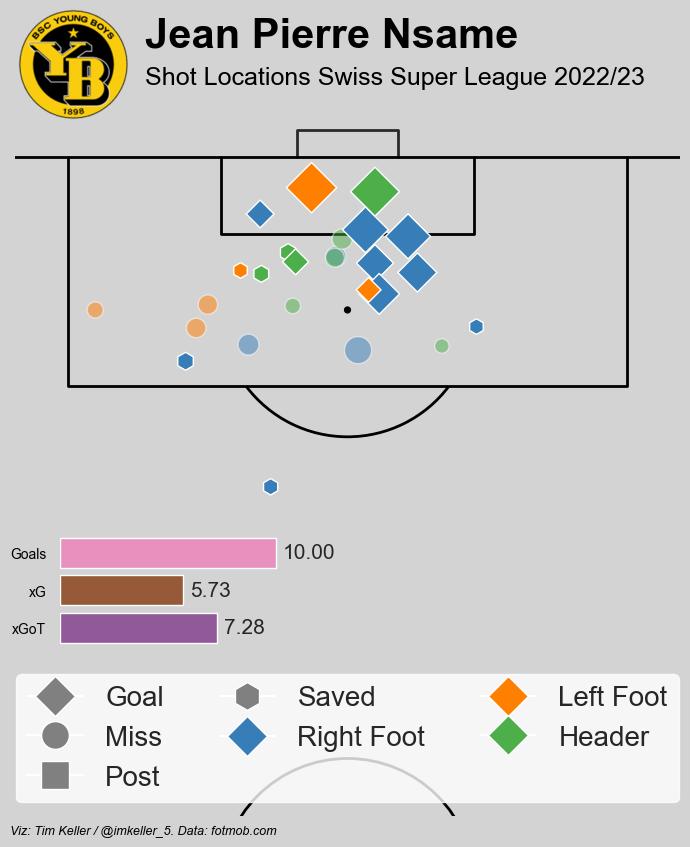 BSC YOUNG BOYS
YB
1898
Jean Pierre Nsame
Shot Locations Swiss Super League 2022/23
Goals 10.00
xG 5.73
xGoT 7.28
Goal Saved Left Foot
Miss Right Foot Header
Post
Viz: Tim Keller / @imkeller_5. Data: fotmob.com